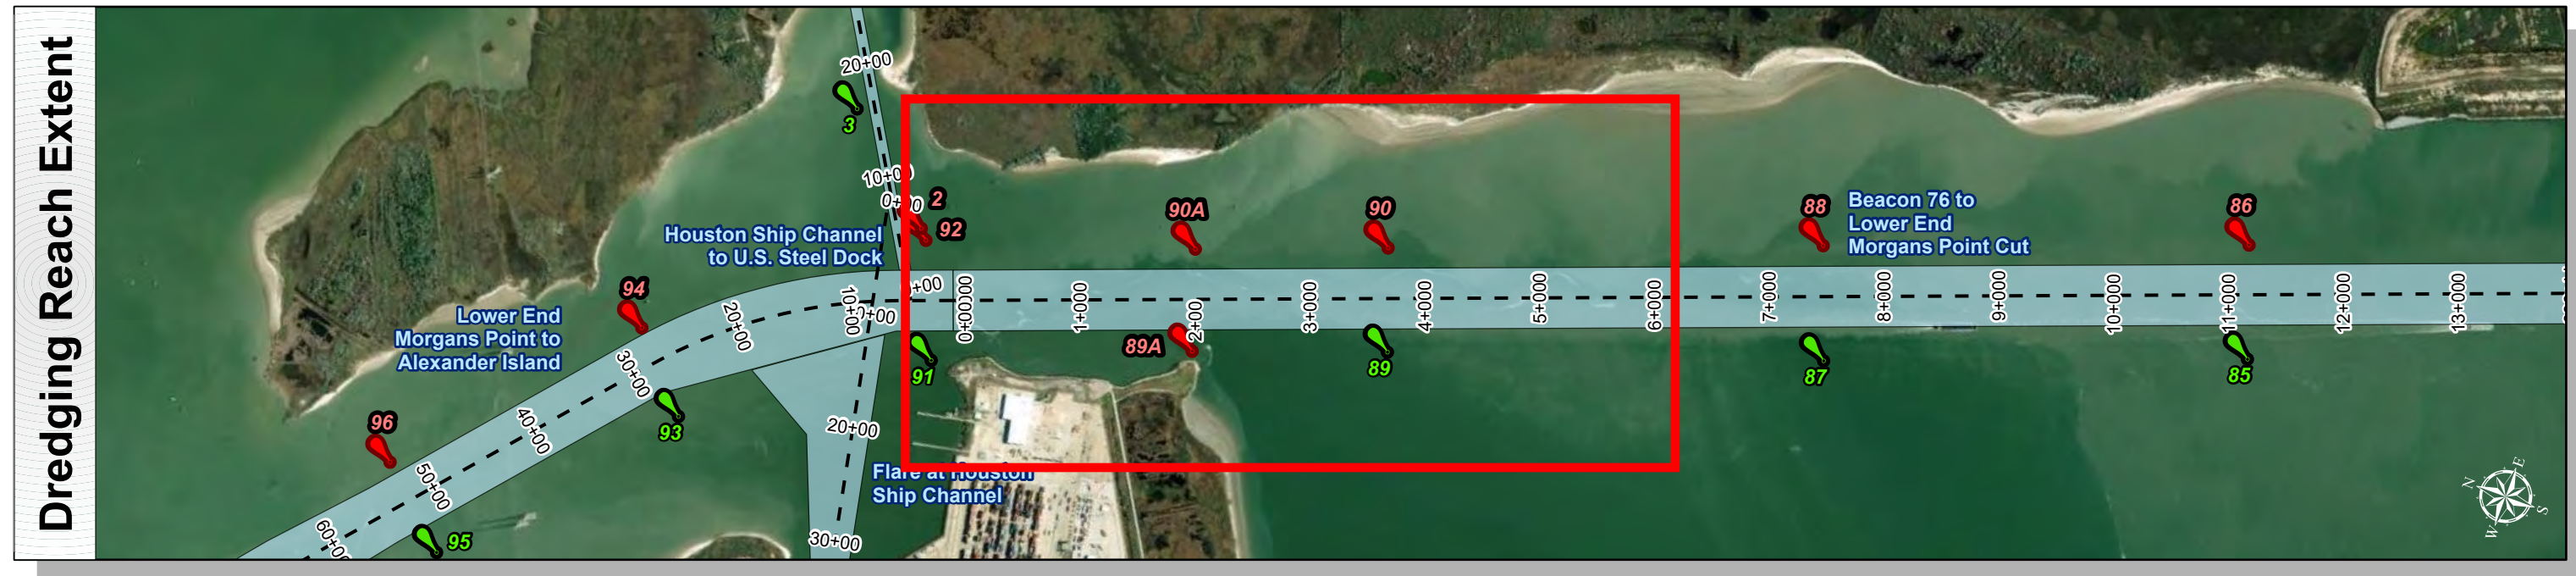 Dredging Reach Extent
20+00
3
10+00
0+00
2
92
90A
90
88
86
Beacon 76 to
Lower End
Morgans Point Cut
Houston Ship Channel
to U.S. Steel Dock
94
Lower End
Morgans Point to
Alexander Island
96
20+00
10+00
0+0000
1+000
2+00
3+000
4+000
5+000
6+000
7+000
8+000
9+000
10+000
11+000
12+000
13+000
30+00
40+00
50+00
93
95
91
89A
89
87
85
20+00
Flare at Houston
Ship Channel
30+00
N
E
S
W